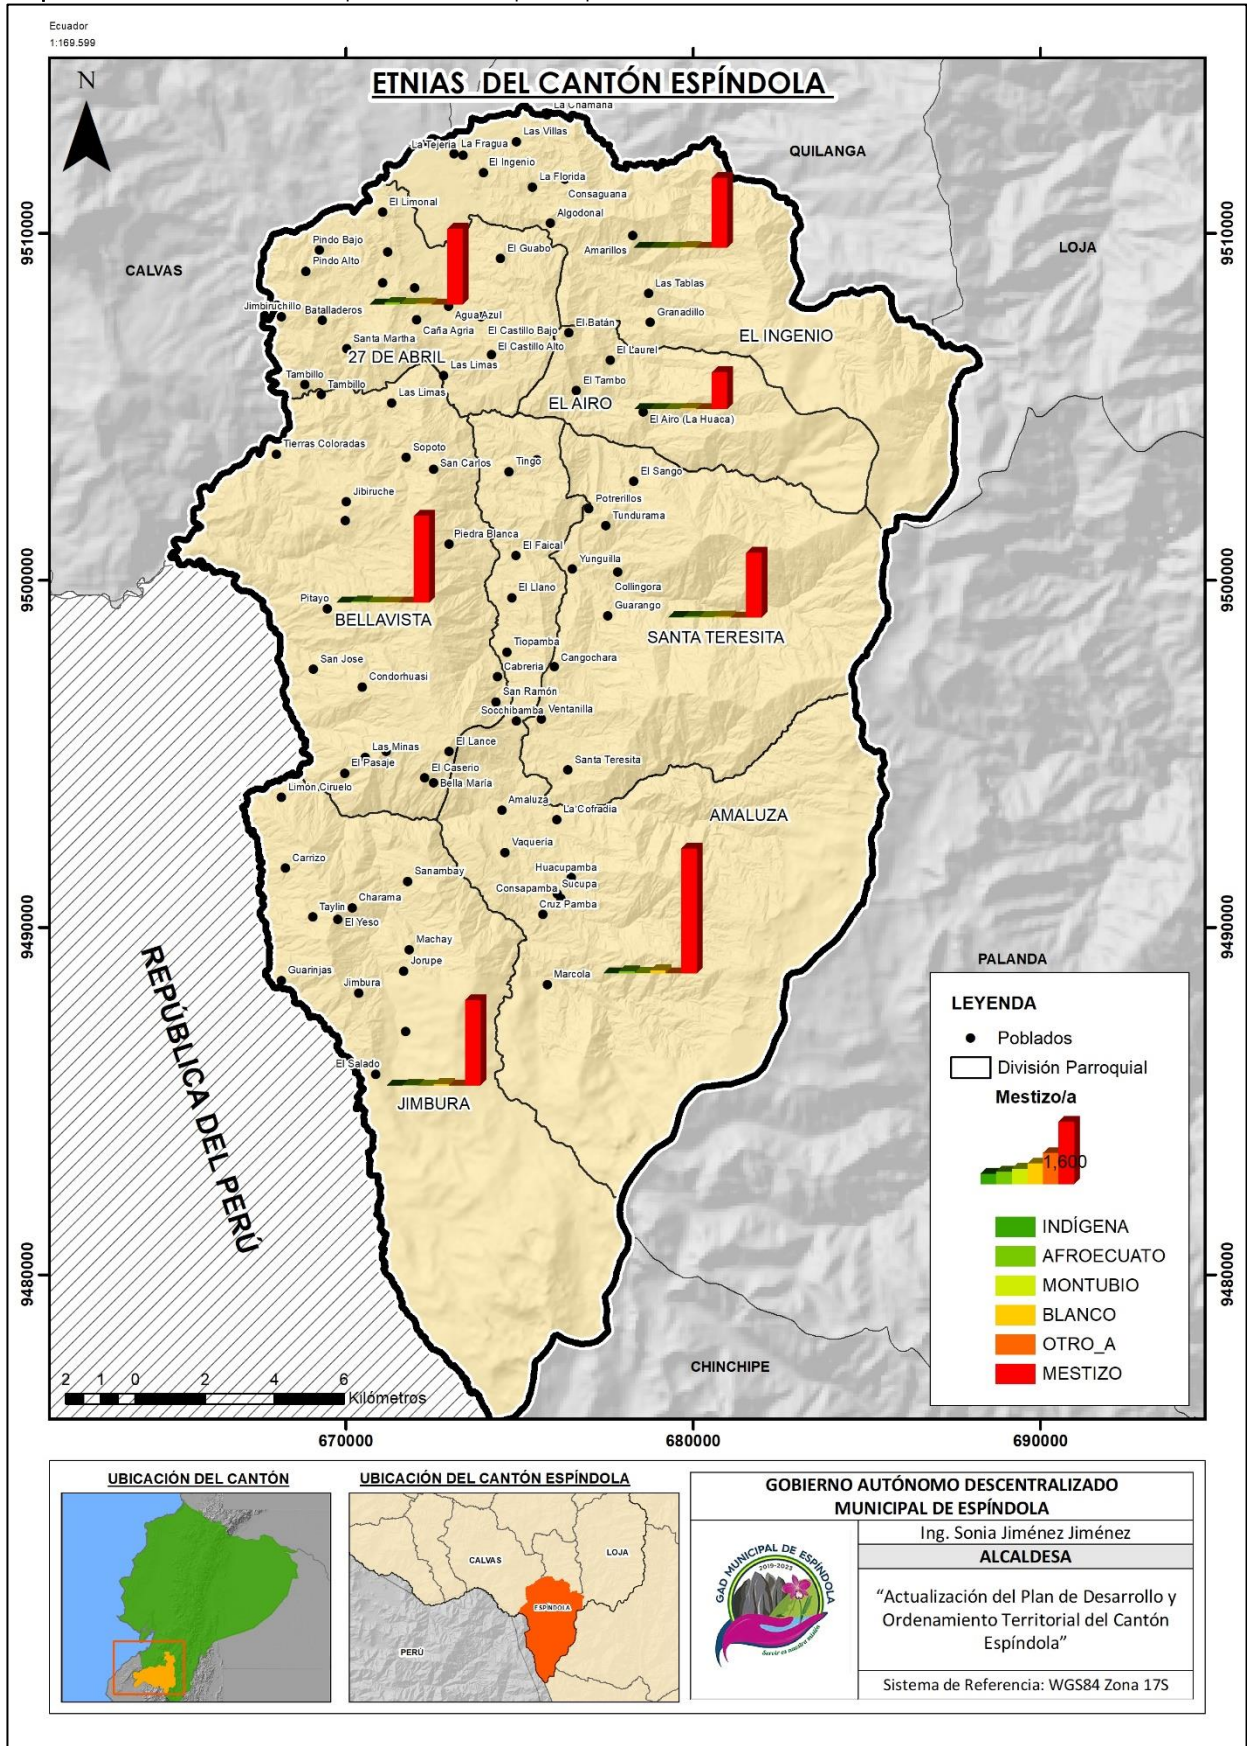 Ecuador
1:169.599
N
ETNIAS DEL CANTÓN ESPÍNDOLA
La Chamana
Las Villas
La Tejeria
La Fragua
QUILANGA
El Ingenio
La Florida
Consaguana
El Limonal
Algodonal
Amarillos
9510000
9510000
Pindo Bajo
El Guabo
LOJA
Pindo Alto
CALVAS
Las Tablas
Jimbiruchillo
Batalladeros
Agua Azul
Granadillo
Caña Agria
El Castillo Bajo
El Batán
EL INGENIO
Santa Martha
El Castillo Alto
El Laurel
27 DE ABRIL
Las Limas
Tambillo
Tambillo
El Tambo
Las Limas
EL AIRO
El Airo (La Huaca)
Tierras Coloradas
Sopoto
San Carlos
Tingo
El Sango
Jibiruche
Potrerillos
Tundurama
Piedra Blanca
El Faical
Yunguilla
9500000
9500000
Collingora
Pitayo
El Llano
Guarango
BELLAVISTA
SANTA TERESITA
Tiopamba
San Jose
Cangochara
Condorhuasi
Cabreria
San Ramón
Socchibamba
Ventanilla
Las Minas
El Lance
El Pasaje
El Caserio
Santa Teresita
Limón,Ciruelo
Bella María
Amaluza
La Cofradia
AMALUZA
Vaquería
Carrizo
Sanambay
Huacupamba
Consapamba
Sucupa
Charama
Taylin
El Yeso
Cruz Pamba
9490000
9490000
Machay
PALANDA
Jorupe
Guarinjas
Jimbura
Marcola
REPÚBLICA DEL PERÚ
El Salado
JIMBURA
LEYENDA
Poblados
División Parroquial
Mestizo/a
1,600
INDÍGENA
AFROECUATO
MONTUBIO
BLANCO
OTRO_A
MESTIZO
9480000
9480000
CHINCHIPE
2 1 0 2 4 6
Kilómetros
670000
680000
690000
UBICACIÓN DEL CANTÓN
UBICACIÓN DEL CANTÓN ESPÍNDOLA
CALVAS
LOJA
ESPÍNDOLA
PERÚ
GOBIERNO AUTÓNOMO DESCENTRALIZADO
MUNICIPAL DE ESPÍNDOLA
GAD MUNICIPAL DE ESPÍNDOLA
2019-2023
Servir es nuestra misión
Ing. Sonia Jiménez Jiménez
ALCALDESA
"Actualización del Plan de Desarrollo y
Ordenamiento Territorial del Cantón
Espíndola"
Sistema de Referencia: WGS84 Zona 17S